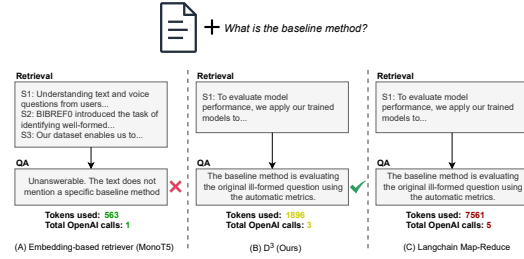 What is the baseline method?
Retrieval
S1: Understanding text and voice
questions from users...
S2: BIBREF0 introduced the task of
identifying well-formed...
S3: Our dataset enables us to...
QA
Unanswerable. The text does not
mention a specific baseline method
Tokens used: 563
Total OpenAI calls: 1
(A) Embedding-based retriever (MonoT5)
Retrieval
S1: To evaluate model
performance, we apply our trained
models to...
QA
The baseline method is evaluating
the original ill-formed question using
the automatic metrics.
Tokens used: 1896
Total OpenAI calls: 3
(B) D³ (Ours)
Retrieval
S1: To evaluate model
performance, we apply our trained
models to...
QA
The baseline method is evaluating
the original ill-formed question using
the automatic metrics.
Tokens used: 7561
Total OpenAI calls: 5
(C) Langchain Map-Reduce